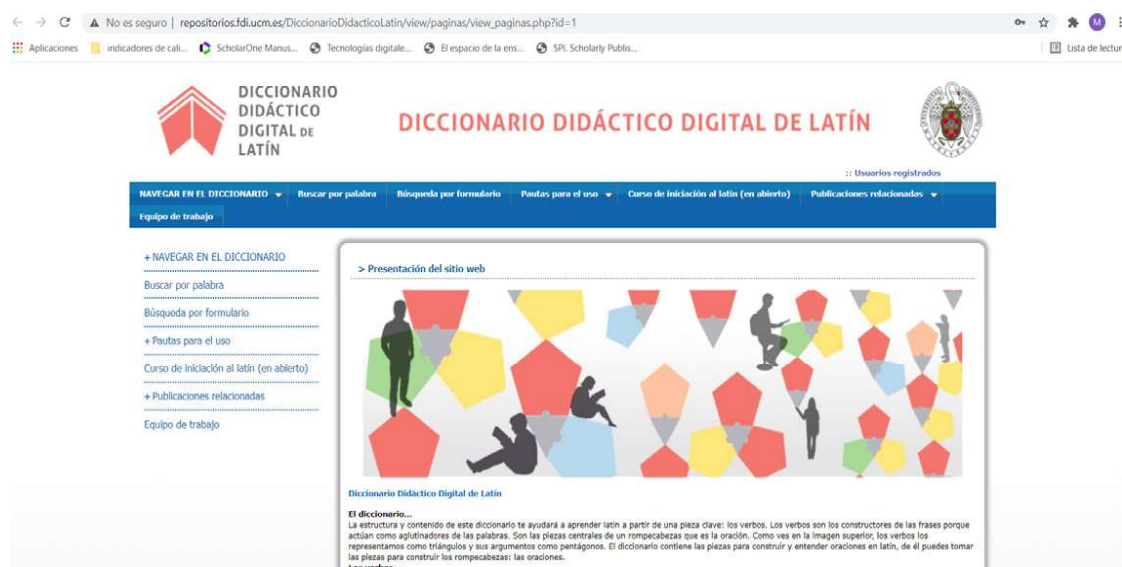 No es seguro | repositorios.fdi.ucm.es/DiccionarioDidacticoLatin/view/paginas/view_paginas.php?id=1
M
Aplicaciones indicadores de cali... ScholarOne Manus... Tecnologías digitale... El espacio de la ens... SPI. Scholarly Publis... Lista de lectur
DICCIONARIO
DIDÁCTICO
DIGITAL DE
LATÍN
DICCIONARIO DIDÁCTICO DIGITAL DE LATÍN
:: Usuarios registrados
NAVEGAR EN EL DICCIONARIO Buscar por palabra Búsqueda por formulario Pautas para el uso Curso de iniciación al latín (en abierto) Publicaciones relacionadas
Equipo de trabajo
+ NAVEGAR EN EL DICCIONARIO
Buscar por palabra
Búsqueda por formulario
+ Pautas para el uso
Curso de iniciación al latín (en abierto)
+ Publicaciones relacionadas
Equipo de trabajo
> Presentación del sitio web
Diccionario Didáctico Digital de Latín
El diccionario...
La estructura y contenido de este diccionario te ayudará a aprender latín a partir de una pieza clave: los verbos. Los verbos son los constructores de las frases porque
actúan como aglutinadores de las palabras. Son las piezas centrales de un rompecabezas que es la oración. Como ves en la imagen superior, los verbos los
representamos como triángulos y sus argumentos como pentágonos. El diccionario contiene las piezas para construir y entender oraciones en latín, de él puedes tomar
las piezas para construir los rompecabezas: las oraciones.
Los verbos